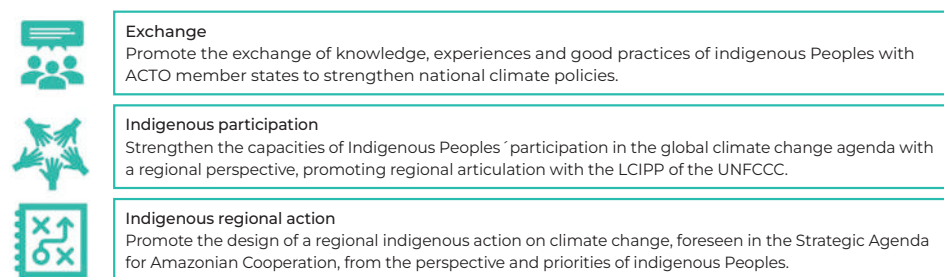 Exchange
Promote the exchange of knowledge, experiences and good practices of indigenous Peoples with
ACTO member states to strengthen national climate policies.
Indigenous participation
Strengthen the capacities of Indigenous Peoples´participation in the global climate change agenda with
a regional perspective, promoting regional articulation with the LCIPP of the UNFCCC.
Indigenous regional action
Promote the design of a regional indigenous action on climate change, foreseen in the Strategic Agenda
for Amazonian Cooperation, from the perspective and priorities of indigenous Peoples.